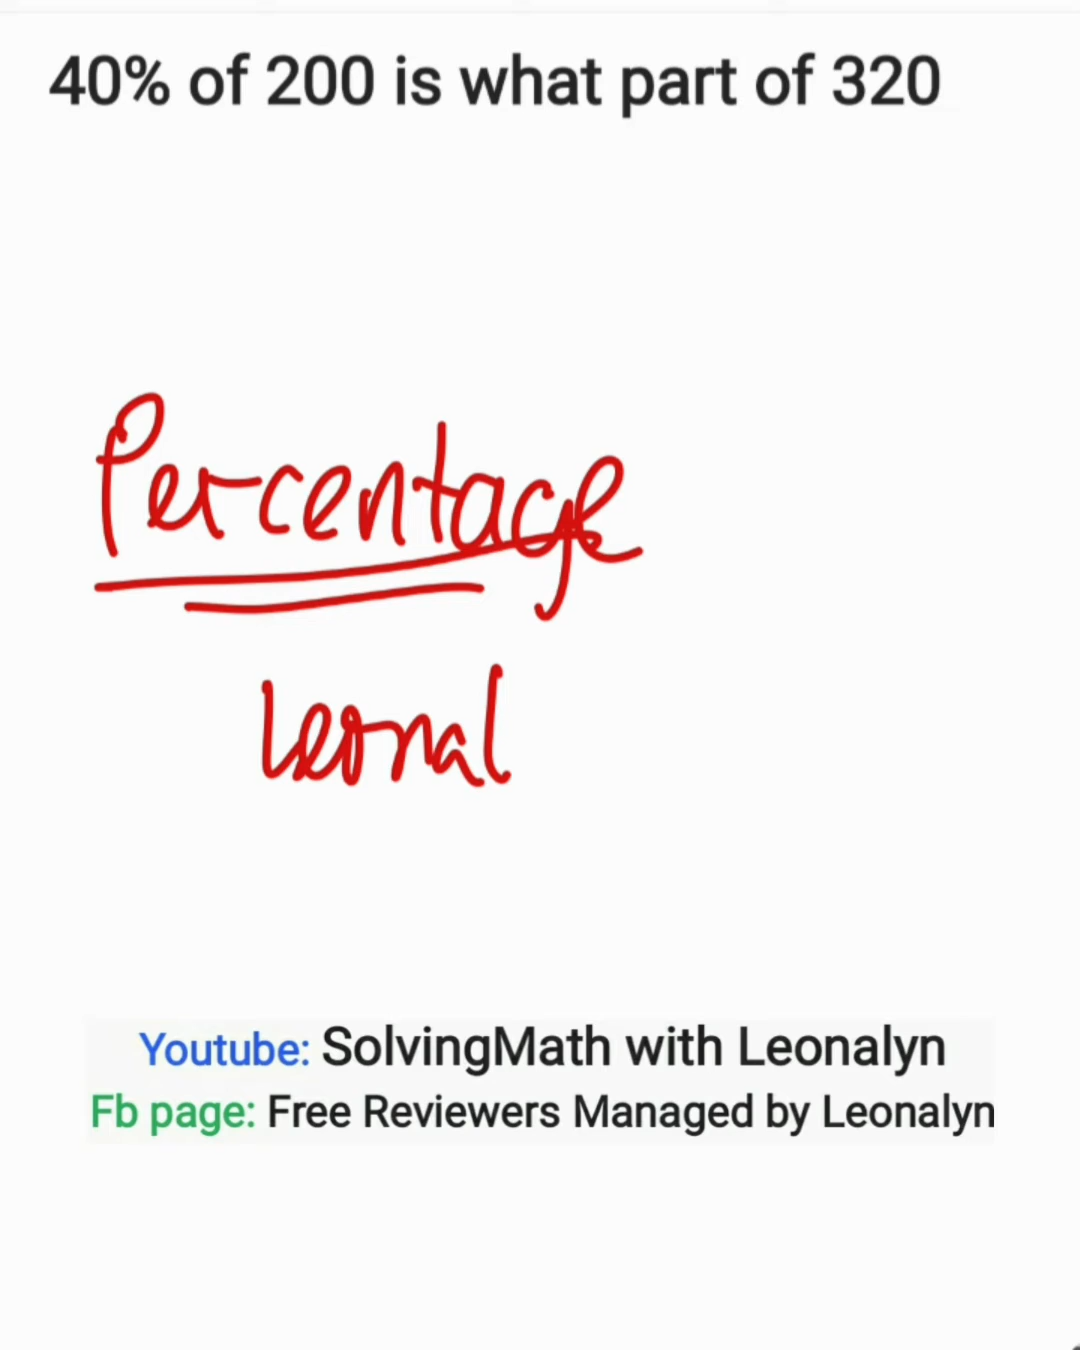 40% of 200 is what part of 320
Percentage
Leonal
Youtube: SolvingMath with Leonalyn
Fb page: Free Reviewers Managed by Leonalyn